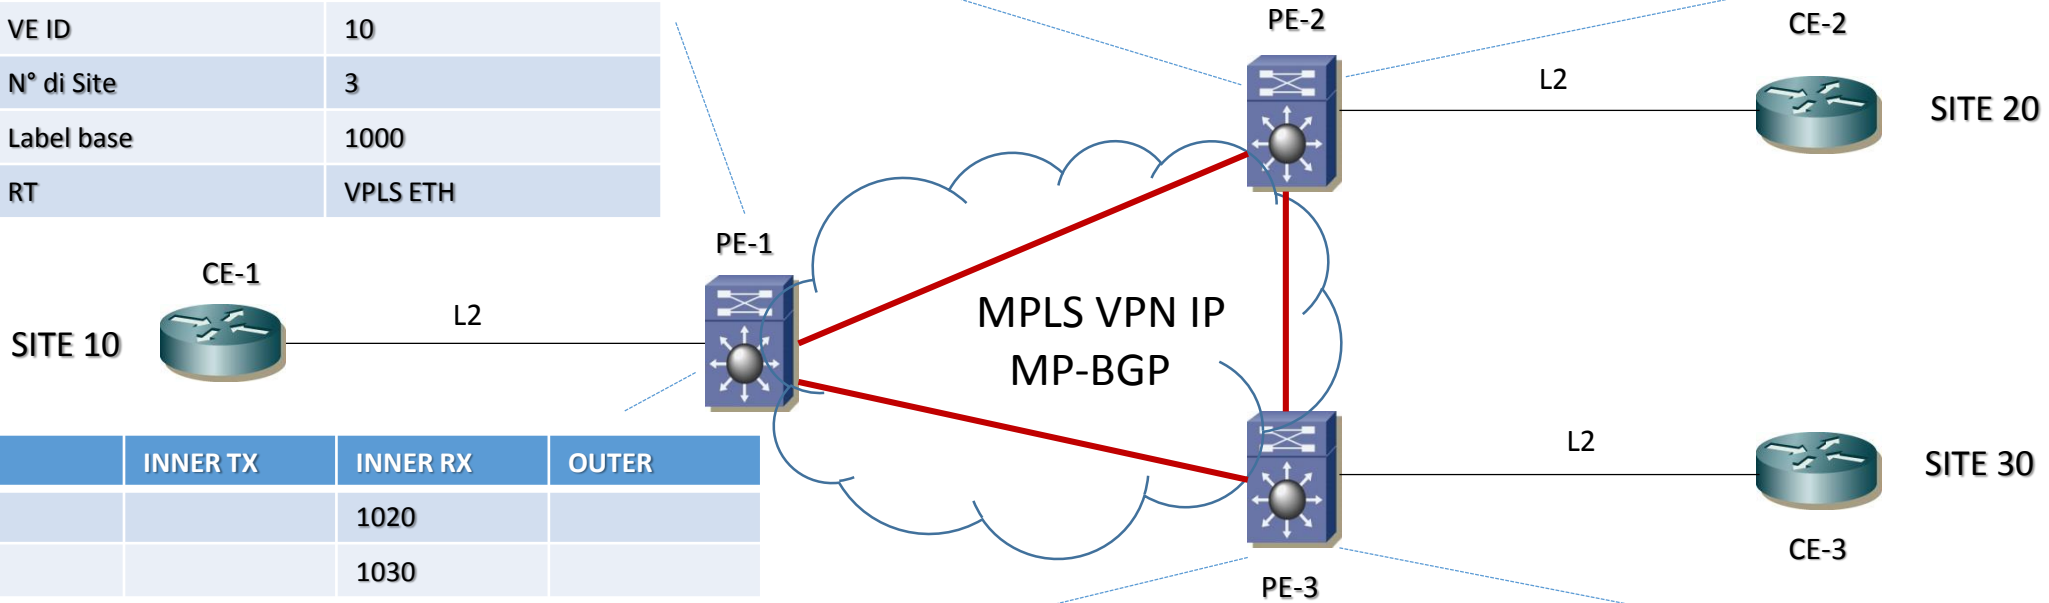 VE ID 10
N° di Site 3
Label base 1000
RT VPLS ETH
PE-2
CE-2
L2
SITE 20
PE-1
CE-1
L2
SITE 10
MPLS VPN IP
MP-BGP
INNER TX INNER RX OUTER
1020
1030
L2
SITE 30
CE-3
PE-3